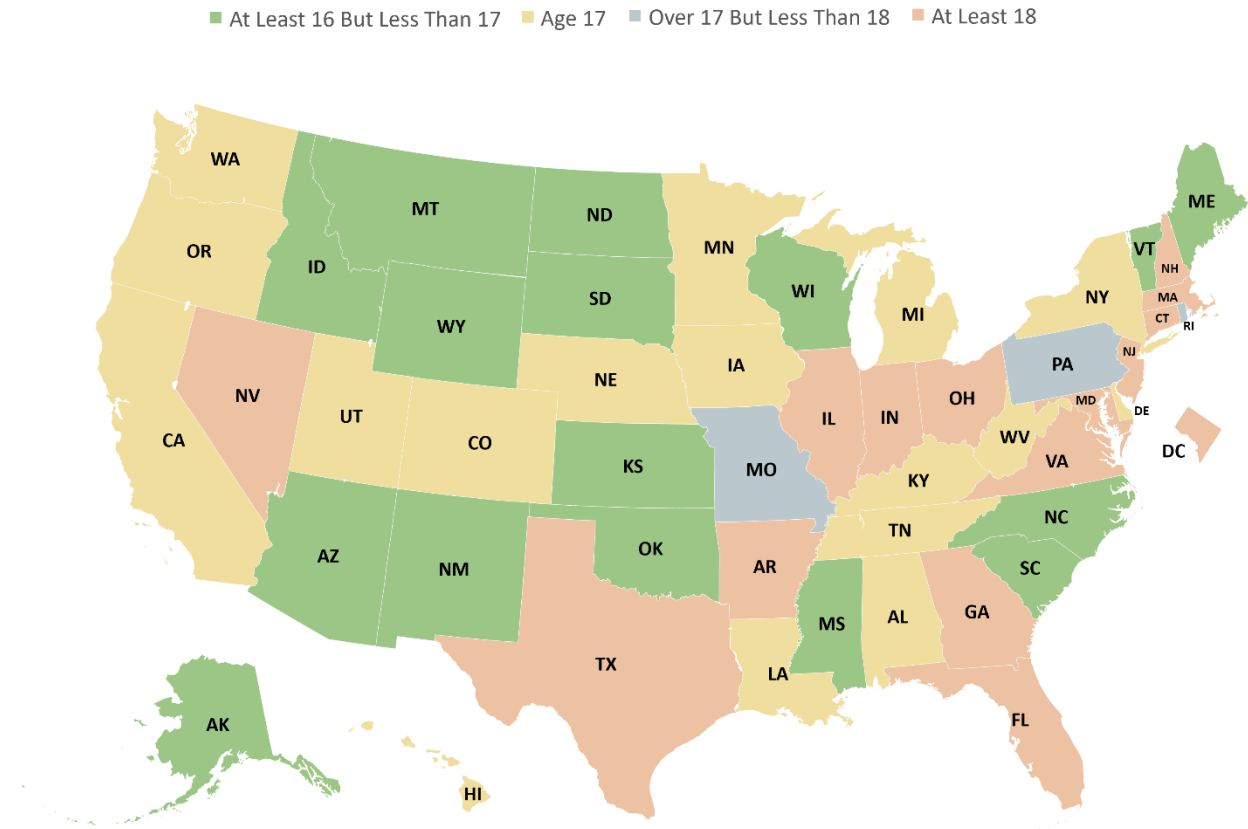 At Least 16 But Less Than 17 Age 17 Over 17 But Less Than 18 At Least 18
WA
MT
ND
MN
ME
OR
ID
SD
WI
VT
NH
WY
MI
NY
MA
CT
RI
NV
NE
IA
PA
NJ
UT
CO
IL
IN
OH
MD
DE
CA
KS
MO
WV
VA
DC
KY
AZ
NM
OK
AR
TN
NC
SC
MS
AL
GA
TX
LA
AK
FL
HI